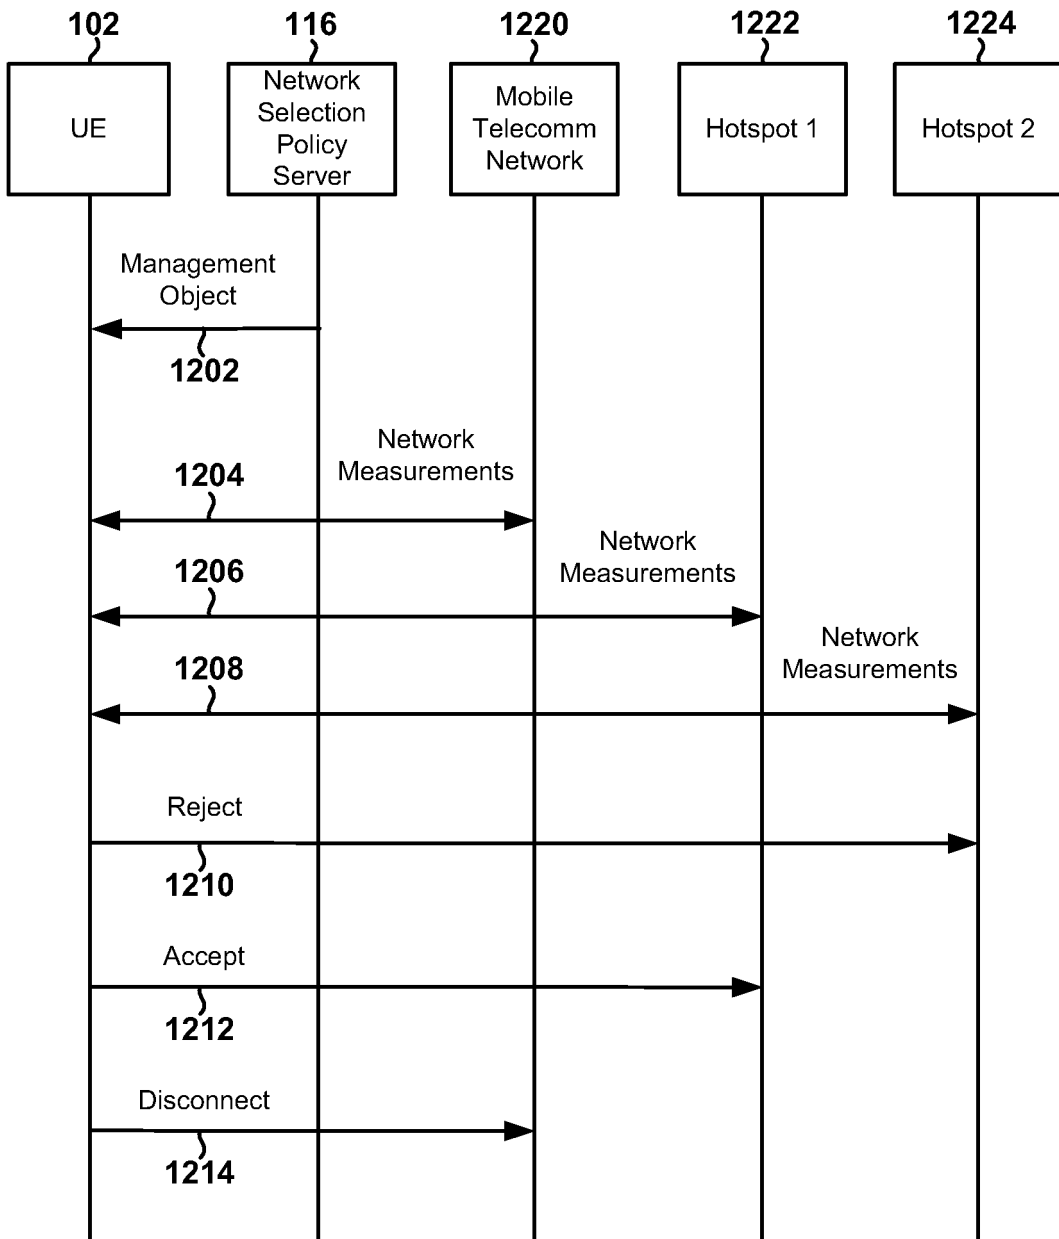 102
116
1220
1222
1224
UE
Network
Selection
Policy
Server
Mobile
Telecomm
Network
Hotspot 1
Hotspot 2
Management
Object
1202
Network
Measurements
1204
Network
Measurements
1206
Network
Measurements
1208
Reject
1210
Accept
1212
Disconnect
1214